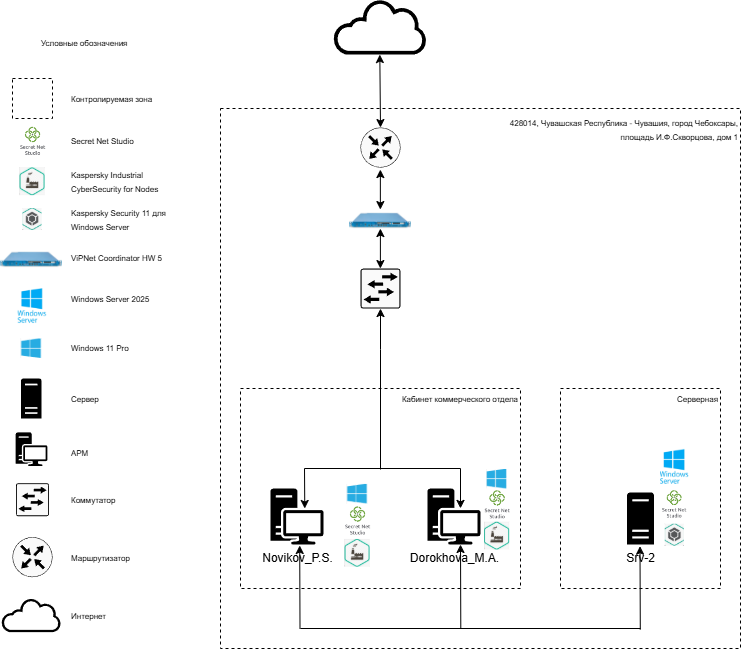 Условные обозначения
Контролируемая зона
Secret Net
Studio
Secret Net Studio
Kaspersky Industrial
CyberSecurity for Nodes
Kaspersky Security 11 для
Windows Server
ViPNet Coordinator HW 5
Windows
Server
Windows Server 2025
Windows 11 Pro
Сервер
АРМ
Коммутатор
Маршрутизатор
Интернет
428014, Чувашская Республика - Чувашия, город Чебоксары,
площадь И.Ф.Скворцова, дом 1
Кабинет коммерческого отдела
Secret Net
Studio
Novikov_P.S.
Secret Net
Studio
Dorokhova_M.A.
Серверная
Windows
Server
Secret Net
Studio
Srv-2